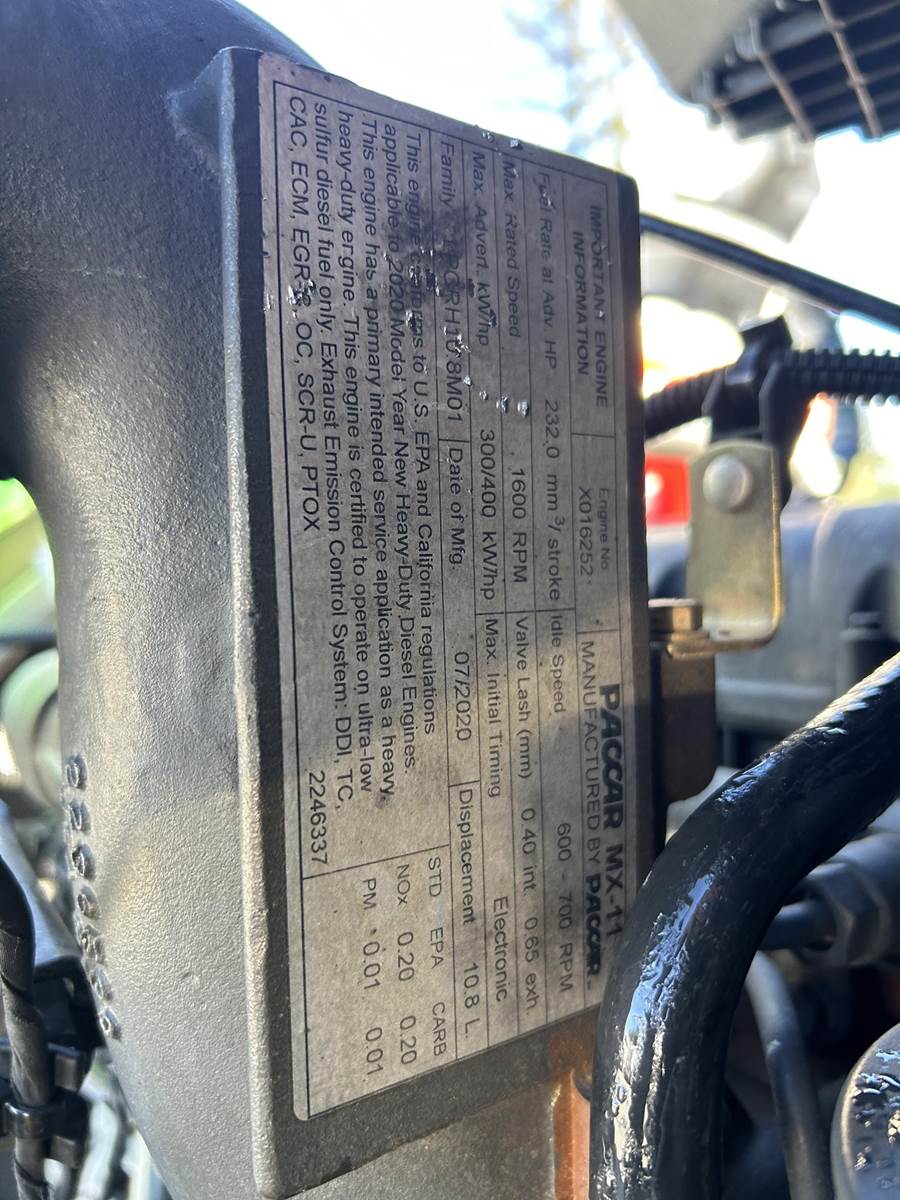 IMPORTANT ENGINE INFORMATION
Engine No.
X016252
PACCAR MX-11
MANUFACTURED BY PACCAR
Fuel Rate at Adv. HP 232.0 mm³/ stroke Idle Speed 600 - 700 RPM
Max. Rated Speed 1600 RPM Valve Lash (mm) 0.40 int. 0.65 exh.
Max. Advert. kW/hp 300/400 kW/hp Max. Initial Timing Electronic
Family Date of Mfg. 07/2020 Displacement 10.8 L.
This engine conforms to U.S. EPA and California regulations
applicable to 2020 Model Year New Heavy-Duty Diesel Engines.
This engine has a primary intended service application as a heavy
heavy-duty engine. This engine is certified to operate on ultra-low
sulfur diesel fuel only. Exhaust Emission Control System: DDI, TC,
CAC, ECM, OC, SCR-U, PTOX
2246337
STD EPA CARB
NOx 0.20 0.20
PM 0.01 0.01